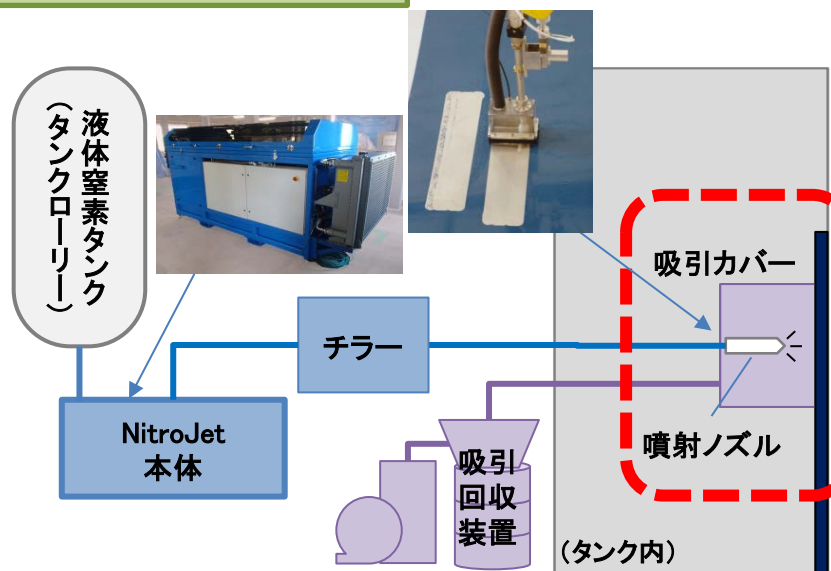 液体窒素タンク
（タンクローリー）
吸引カバー
チラー
NitroJet
本体
噴射ノズル
吸引
回収
装置
（タンク内）